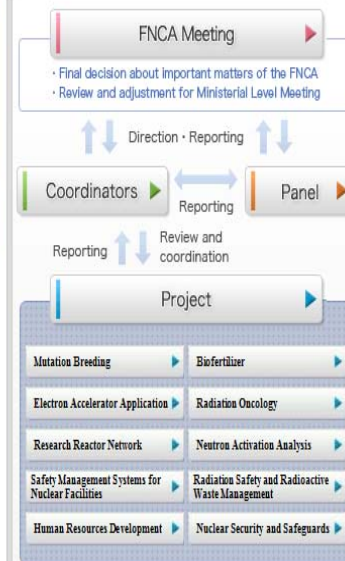 FNCA Meeting
・Final decision about important matters of the FNCA
・Review and adjustment for Ministerial Level Meeting
Direction・Reporting
Coordinators
Reporting
Panel
Reporting
Review and
coordination
Project
Mutation Breeding
Biofertilizer
Electron Accelerator Application
Radiation Oncology
Research Reactor Network
Neutron Activation Analysis
Safety Management Systems for
Nuclear Facilities
Radiation Safety and Radioactive
Waste Management
Human Resources Development
Nuclear Security and Safeguards